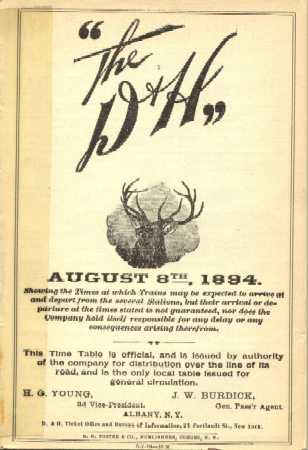 "The
D & H"
AUGUST 8TH, 1894.
Showing the Times at which Trains may be expected to arrive at
and depart from the several Stations, but their arrival or de-
parture at the times stated is not guaranteed, nor does the
Company hold itself responsible for any delay or any
consequences arising therefrom.
This Time Table is official, and is issued by authority
of the company for distribution over the line of its
road, and is the only local table issued for
general circulation.
H. G. YOUNG, J. W. BURDICK,
2d Vice-President. Gen. Pass'r Agent.
ALBANY, N. Y.
D. & H. Ticket Office and Bureau of Information, 21 Cortlandt St., New York.